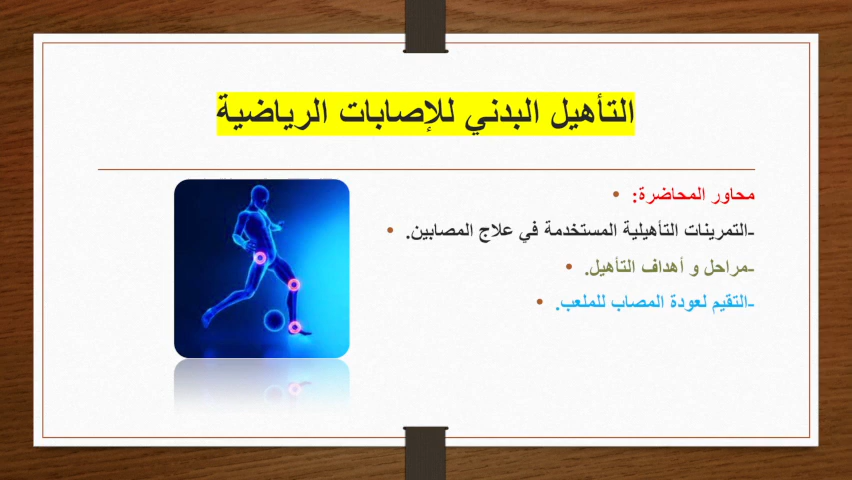 التأهيل البدني للإصابات الرياضية
محاور المحاضرة: •
-التمرينات التأهيلية المستخدمة في علاج المصابين. •
-مراحل و أهداف التأهيل. •
-التقيم لعودة المصاب للملعب. •